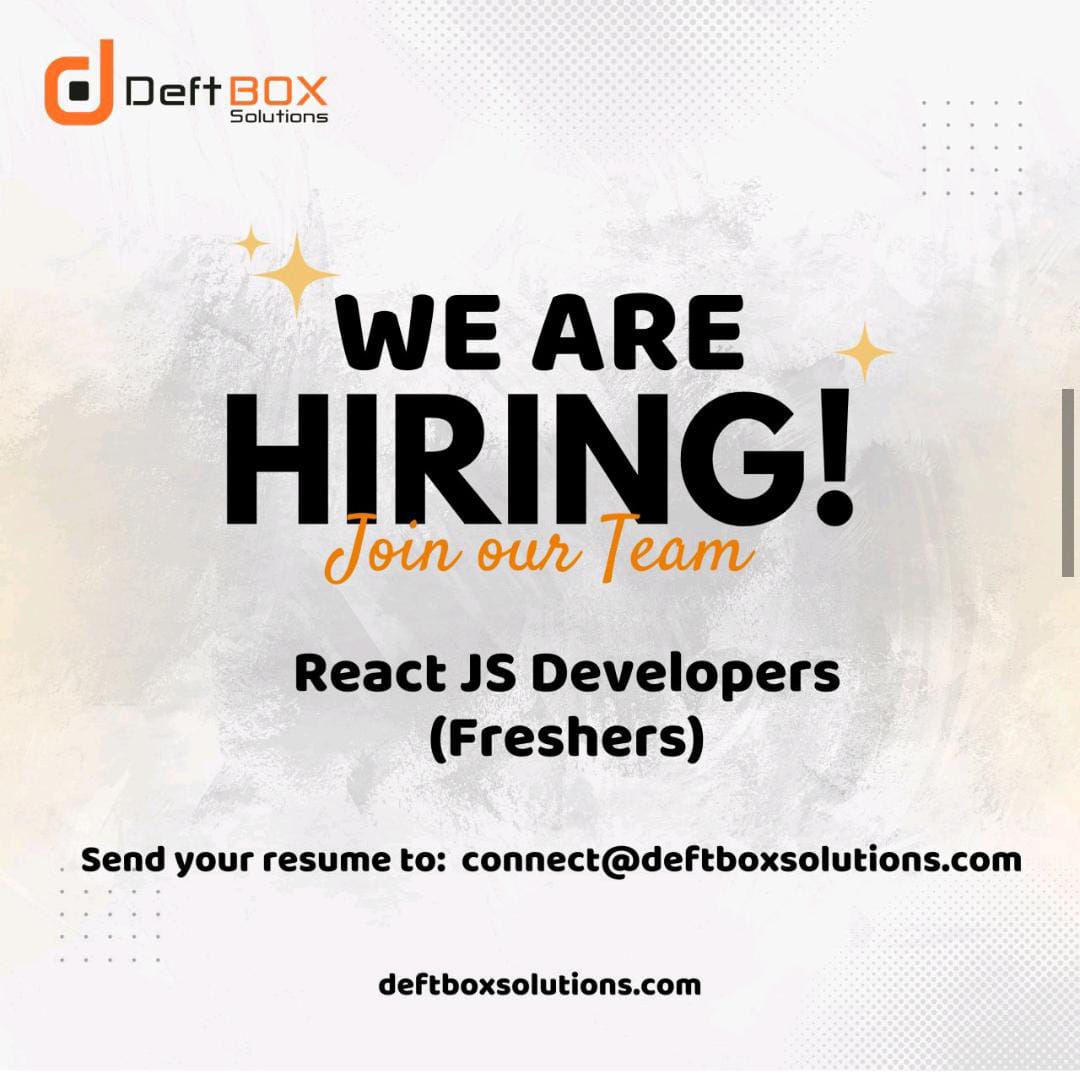 Deft BOX
Solutions
WE ARE
HIRING!
Join our Team
React JS Developers
(Freshers)
Send your resume to: connect@deftboxsolutions.com
deftboxsolutions.com